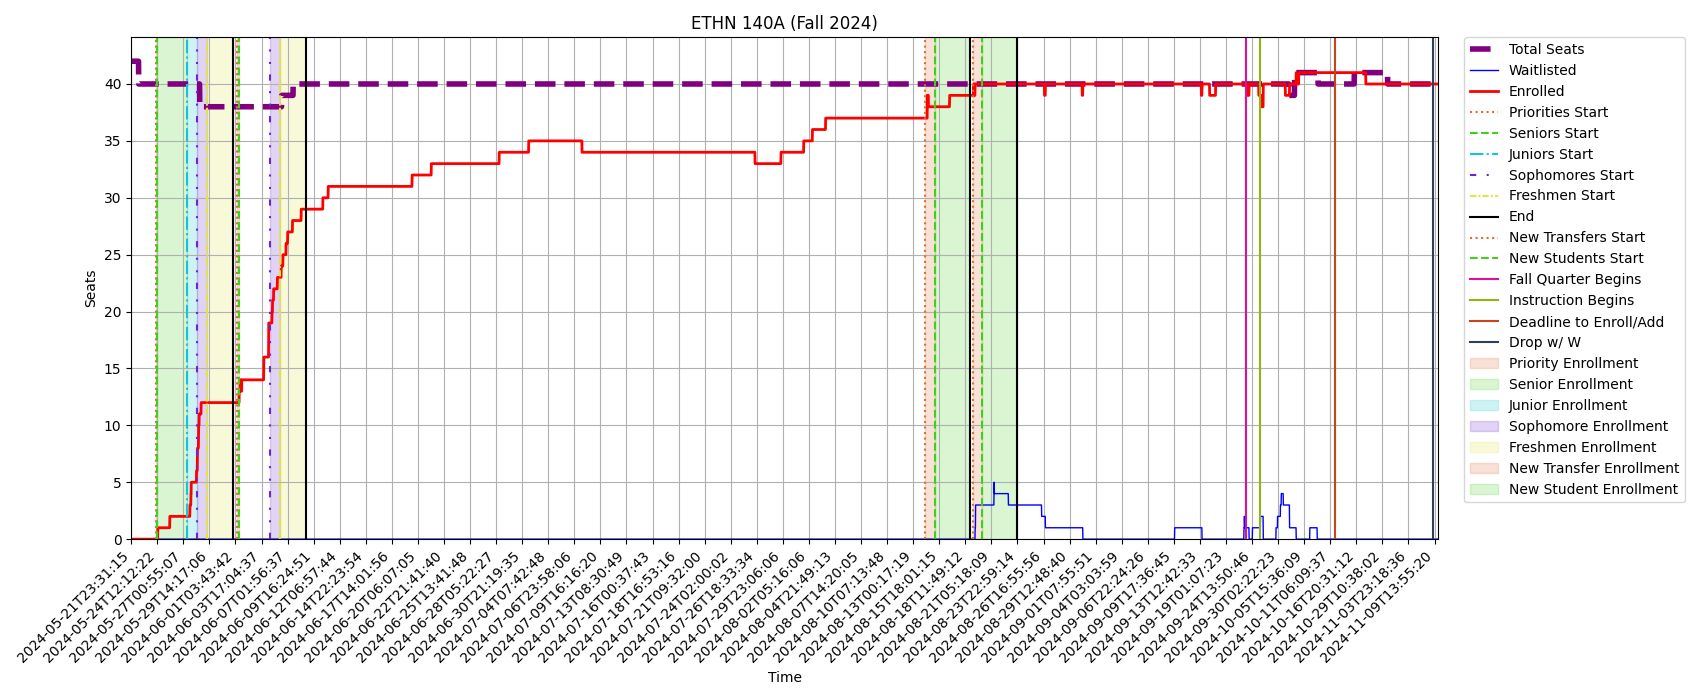 ETHN 140A (Fall 2024)
Seats
40
35
30
25
20
15
10
5
0
2024-05-21T23:31:15
2024-05-24T12:12:22
2024-05-27T00:55:07
2024-05-29T14:17:06
2024-06-01T03:43:42
2024-06-03T17:04:37
2024-06-07T01:56:37
2024-06-09T16:24:51
2024-06-12T06:57:44
2024-06-14T22:23:54
2024-06-17T14:01:56
2024-06-20T06:07:05
2024-06-22T21:41:40
2024-06-25T13:41:48
2024-06-28T05:22:27
2024-06-30T21:19:35
2024-07-04T07:42:48
2024-07-06T23:58:06
2024-07-09T16:16:20
2024-07-13T08:30:49
2024-07-16T00:37:43
2024-07-18T16:53:16
2024-07-21T09:32:00
2024-07-24T02:00:02
2024-07-26T18:33:34
2024-07-29T23:06:06
2024-08-02T05:16:06
2024-08-04T21:49:13
2024-08-07T14:20:05
2024-08-10T07:13:48
2024-08-13T00:17:19
2024-08-15T18:01:15
2024-08-18T11:49:12
2024-08-21T05:18:09
2024-08-23T22:59:14
2024-08-26T16:55:56
2024-08-29T12:48:40
2024-09-01T07:55:51
2024-09-04T03:03:59
2024-09-06T22:24:26
2024-09-09T17:36:45
2024-09-13T12:42:33
2024-09-19T01:07:23
2024-09-24T13:50:46
2024-09-30T02:22:23
2024-10-05T15:36:09
2024-10-11T06:09:37
2024-10-16T20:31:12
2024-10-29T10:38:02
2024-11-03T23:18:36
2024-11-09T13:55:20
Time
Total Seats
Waitlisted
Enrolled
Priorities Start
Seniors Start
Juniors Start
Sophomores Start
Freshmen Start
End
New Transfers Start
New Students Start
Fall Quarter Begins
Instruction Begins
Deadline to Enroll/Add
Drop w/ W
Priority Enrollment
Senior Enrollment
Junior Enrollment
Sophomore Enrollment
Freshmen Enrollment
New Transfer Enrollment
New Student Enrollment